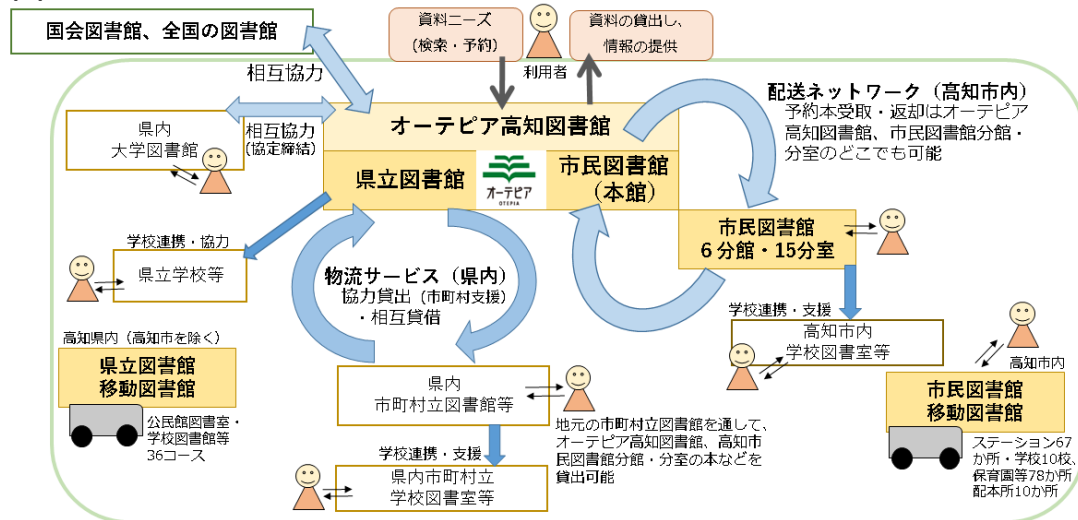 国会図書館、全国の図書館
資料ニーズ
(検索・予約)
利用者
資料の貸出し、
情報の提供
相互協力
県内
大学図書館
相互協力
(協定締結)
オーテピア高知図書館
県立図書館
オーテピア
OTEPIA
市民図書館
(本館)
配送ネットワーク(高知市内)
予約本受取・返却はオーテピア
高知図書館、市民図書館分館・
分室のどこでも可能
市民図書館
6分館・15分室
学校連携・協力
県立学校等
物流サービス(県内)
協力貸出(市町村支援)
・相互貸借
学校連携・支援
高知市内
学校図書室等
高知県内(高知市を除く)
県立図書館
移動図書館
公民館図書室・
学校図書館等
36コース
県内
市町村立図書館等
地元の市町村立図書館を通して、
オーテピア高知図書館、高知市
民図書館分館・分室の本などを
貸出可能
学校連携・支援
県内市町村立
学校図書室等
高知市内
市民図書館
移動図書館
ステーション67
か所・学校10校、
保育園等78か所
配本所10か所